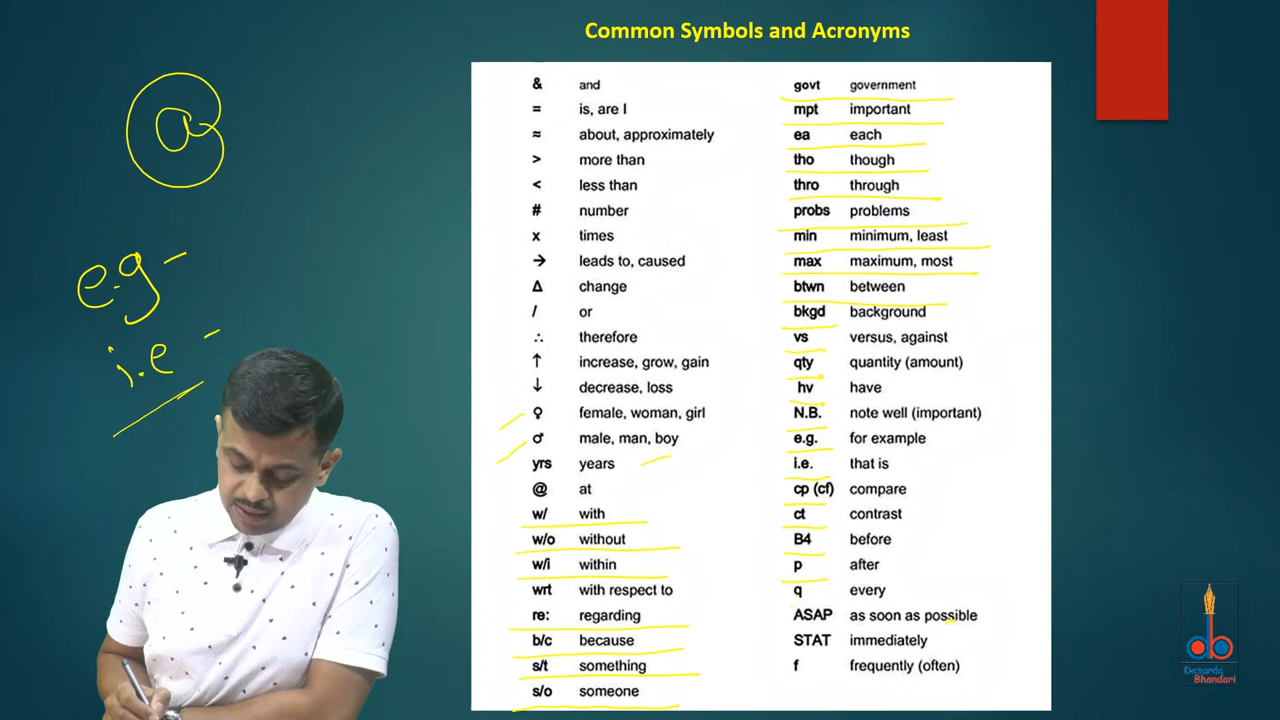 Common Symbols and Acronyms
@
e.g -
i.e -
& and
= is, are I
≈ about, approximately
> more than
< less than
# number
x times
→ leads to, caused
Δ change
/ or
∴ therefore
↑ increase, grow, gain
↓ decrease, loss
♀ female, woman, girl
♂ male, man, boy
yrs years
@ at
w/ with
w/o without
w/i within
wrt with respect to
re: regarding
b/c because
s/t something
s/o someone
govt government
mpt important
ea each
tho though
thro through
probs problems
min minimum, least
max maximum, most
btwn between
bkgd background
vs versus, against
qty quantity (amount)
hv have
N.B. note well (important)
e.g. for example
i.e. that is
cp (cf) compare
ct contrast
B4 before
p after
q every
ASAP as soon as possible
STAT immediately
f frequently (often)
db
Desarda
Bhandari